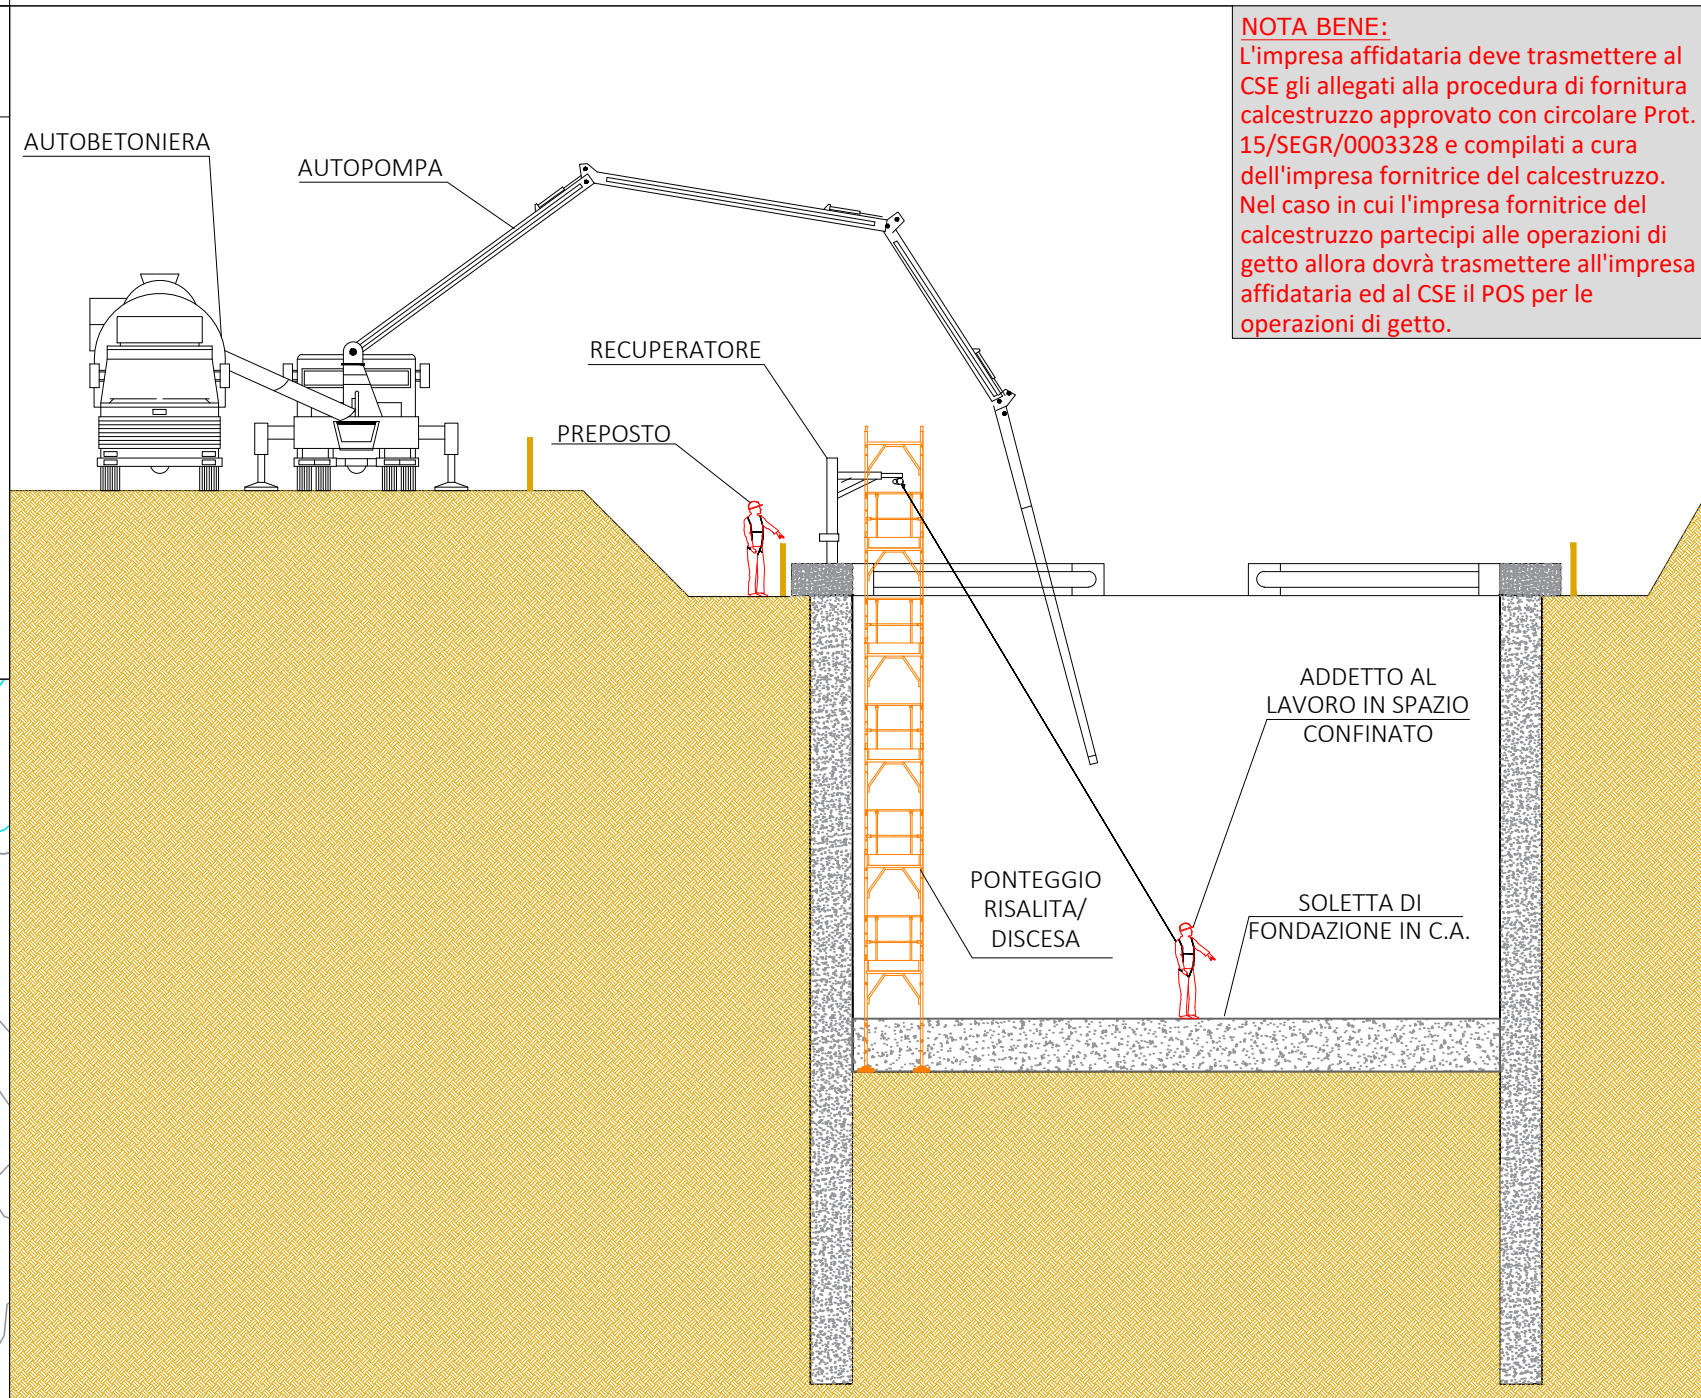 NOTA BENE:
L'impresa affidataria deve trasmettere al
CSE gli allegati alla procedura di fornitura
calcestruzzo approvato con circolare Prot.
15/SEGR/0003328 e compilati a cura
dell'impresa fornitrice del calcestruzzo.
Nel caso in cui l'impresa fornitrice del
calcestruzzo partecipi alle operazioni di
getto allora dovrà trasmettere all'impresa
affidataria ed al CSE il POS per le
operazioni di getto.
AUTOBETONIERA
AUTOPOMPA
RECUPERATORE
PREPOSTO
ADDETTO AL
LAVORO IN SPAZIO
CONFINATO
PONTEGGIO
RISALITA/
DISCESA
SOLETTA DI
FONDAZIONE IN C.A.